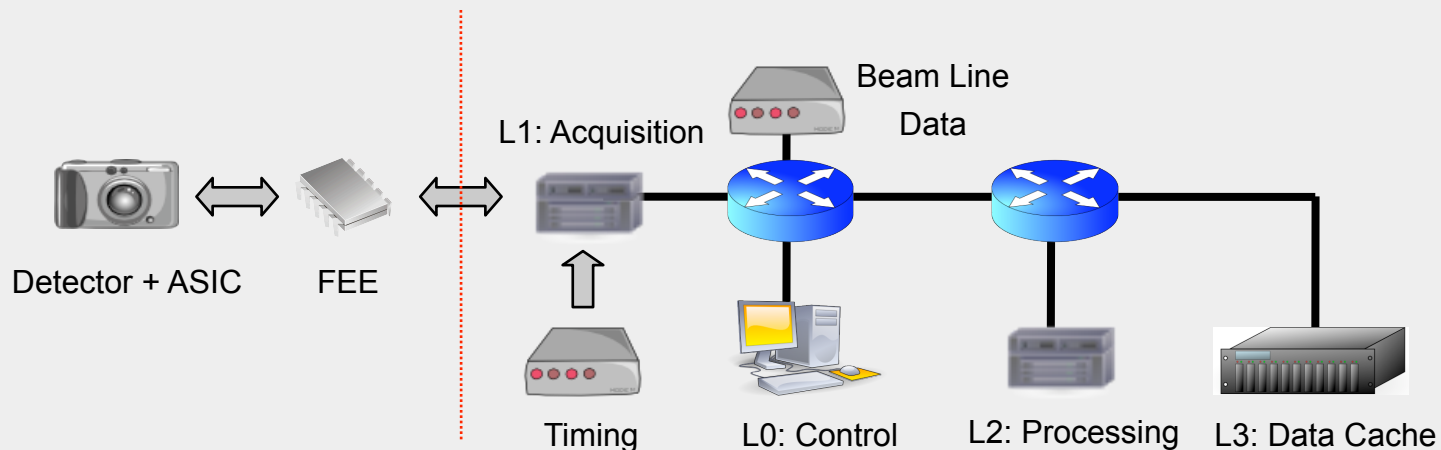 Beam Line
Data
L1: Acquisition
Detector + ASIC
FEE
Timing
L0: Control
L2: Processing
L3: Data Cache